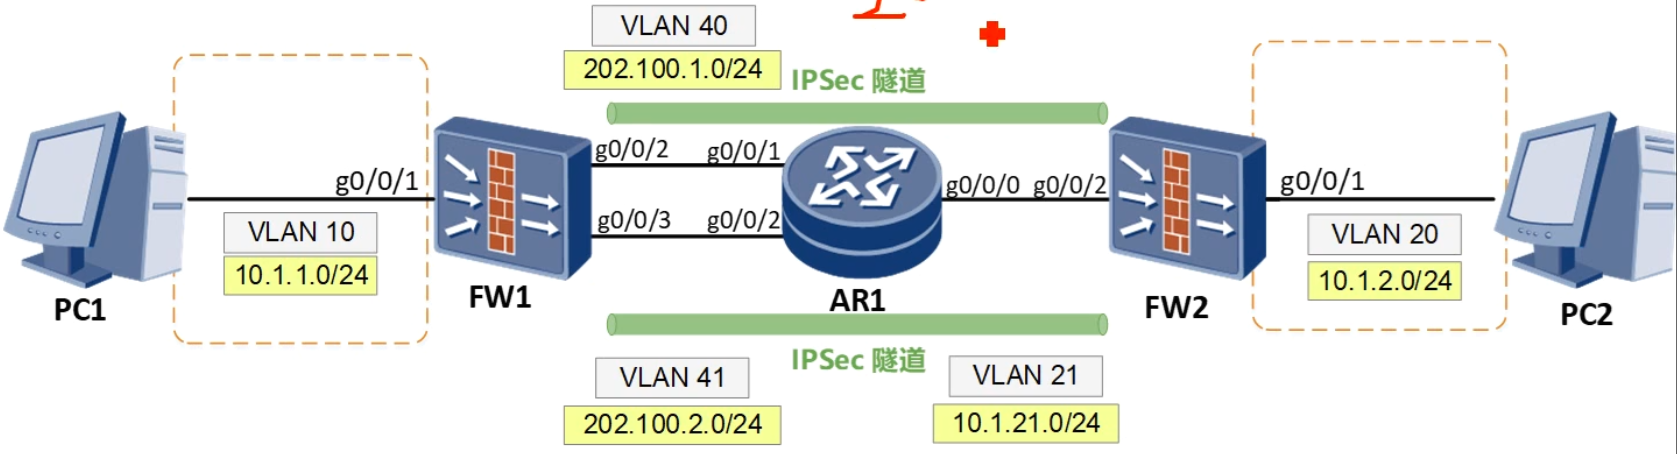 VLAN 40
202.100.1.0/24
IPSec 隧道
g0/0/2
g0/0/1
g0/0/1
g0/0/0
g0/0/2
g0/0/1
VLAN 10
10.1.1.0/24
g0/0/3
g0/0/2
VLAN 20
10.1.2.0/24
PC1
FW1
AR1
FW2
PC2
IPSec 隧道
VLAN 41
202.100.2.0/24
VLAN 21
10.1.21.0/24